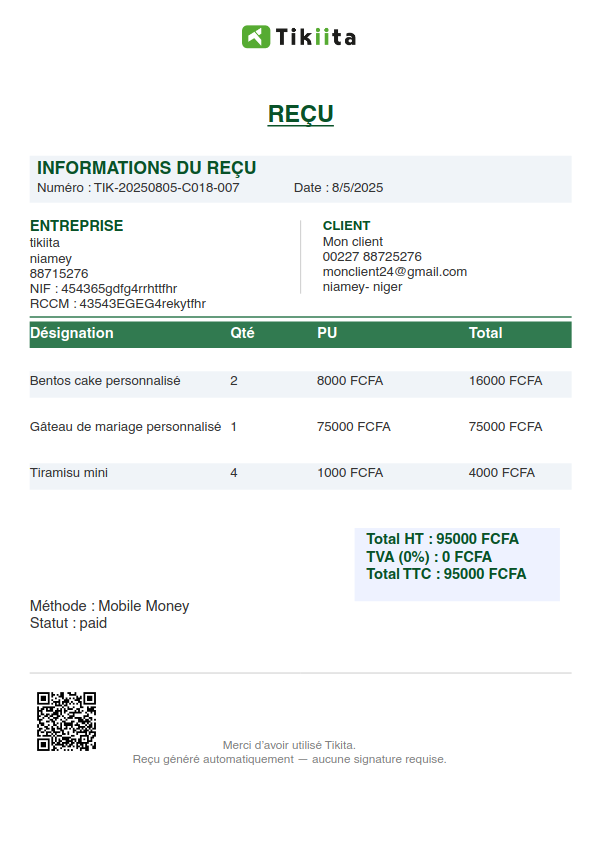 Tikiita
REÇU
INFORMATIONS DU REÇU
Numéro : TIK-20250805-C018-007 Date : 8/5/2025
ENTREPRISE
tikiita
niamey
88715276
NIF : 454365gdfg4rrhttfhr
RCCM : 43543EGEG4rekytfhr
CLIENT
Mon client
00227 88725276
monclient24@gmail.com
niamey- niger
Désignation Qté PU Total
Bentos cake personnalisé 2 8000 FCFA 16000 FCFA
Gâteau de mariage personnalisé 1 75000 FCFA 75000 FCFA
Tiramisu mini 4 1000 FCFA 4000 FCFA
Total HT : 95000 FCFA
TVA (0%) : 0 FCFA
Total TTC : 95000 FCFA
Méthode : Mobile Money
Statut : paid
Merci d'avoir utilisé Tikita.
Reçu généré automatiquement — aucune signature requise.